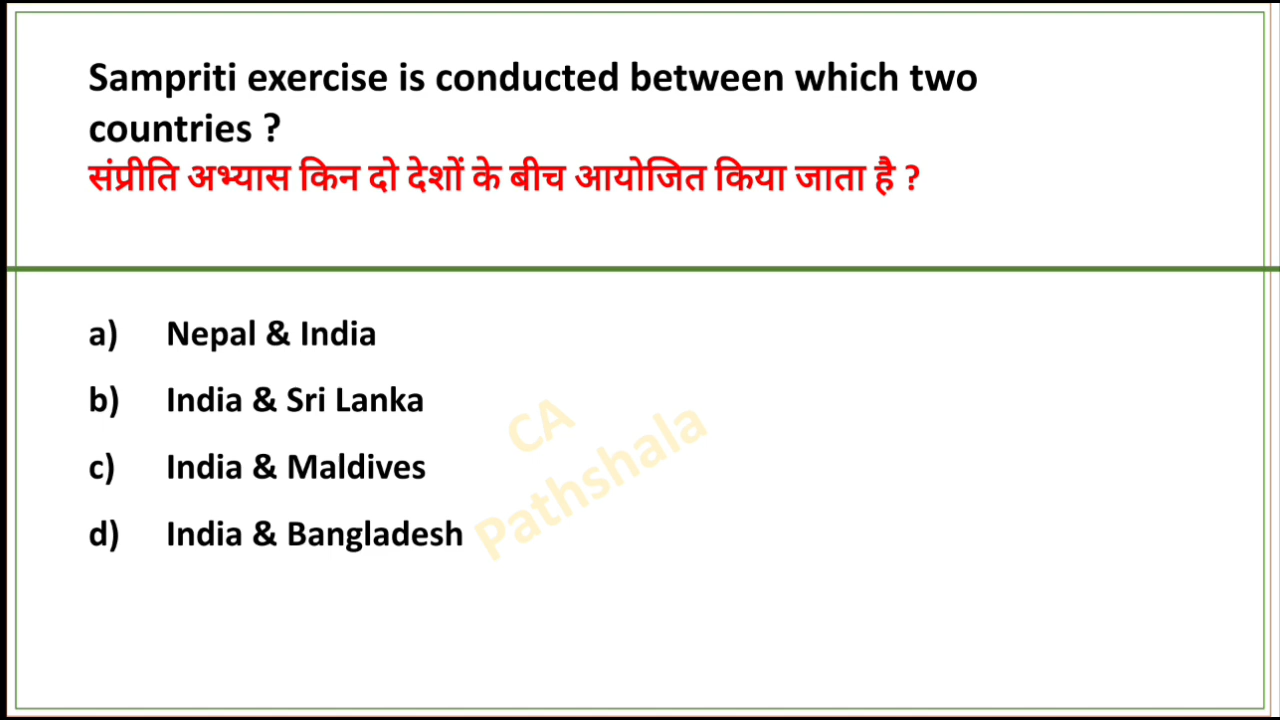 Sampriti exercise is conducted between which two
countries ?
संप्रीति अभ्यास किन दो देशों के बीच आयोजित किया जाता है ?
a) Nepal & India
b) India & Sri Lanka
c) India & Maldives
d) India & Bangladesh
CA
Pathshala